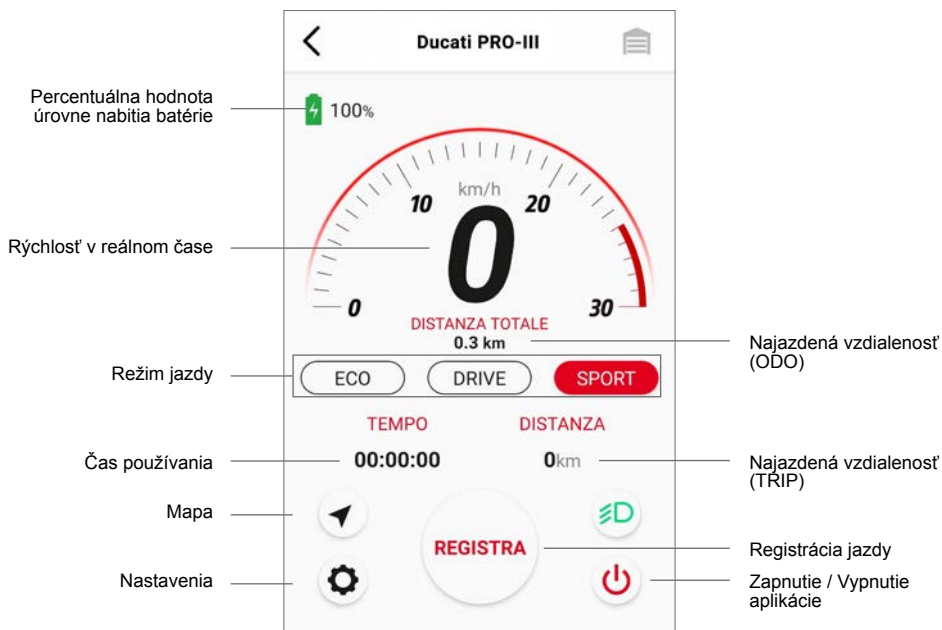 Ducati PRO-III
Percentuálna hodnota
úrovne nabitia batérie
100%
km/h
10
20
0
Rýchlosť v reálnom čase
0
30
DISTANZA TOTALE
0.3 km
Najazdená vzdialenosť
(ODO)
Režim jazdy
ECO
DRIVE
SPORT
TEMPO
DISTANZA
Čas používania
00:00:00
0km
Najazdená vzdialenosť
(TRIP)
Mapa
REGISTRA
Registrácia jazdy
Nastavenia
Zapnutie / Vypnutie
aplikácie